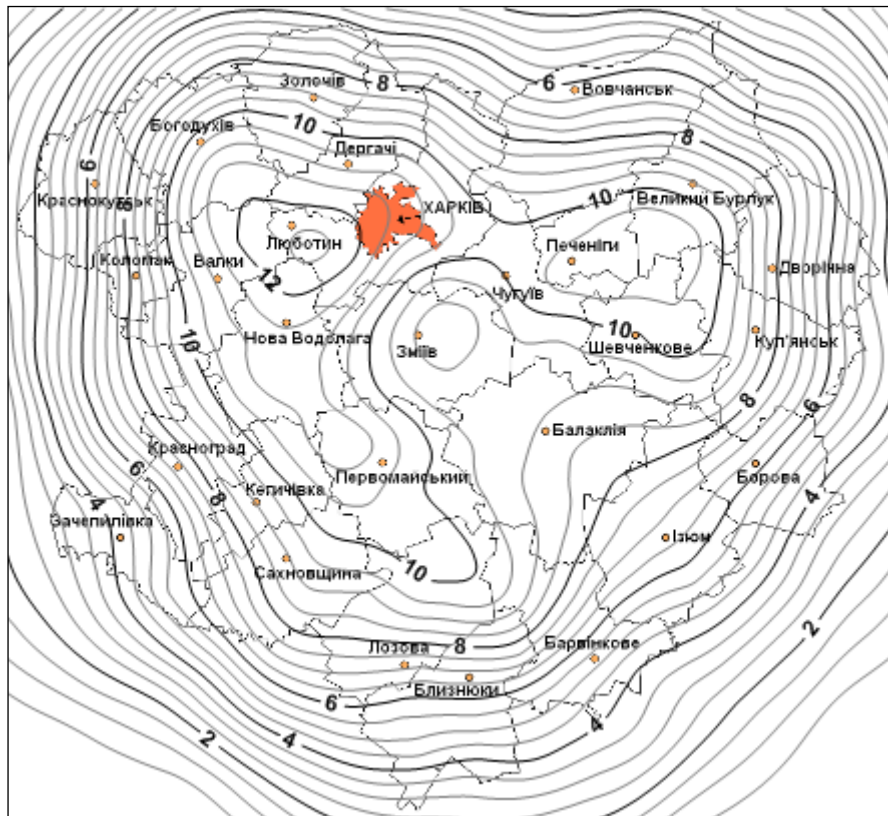 Золочів
8
6
Вовчанськ
Богодухів
10
8
Дергачі
6
Краснокутськ
10
Великий Бурлук
ХАРКІВ
8
Люботин
Печеніги
Коломак
Валки
12
Дворічна
Чугуїв
Нова Водолага
10
10
Зміїв
Шевченкове
Куп'янськ
8
6
Балаклія
Красноград
6
Первомайський
Борова
4
Кегичівка
8
4
Зачепилівка
Ізюм
Сахновщина
10
2
8
Лозова
Барвінкове
Близнюки
6
4
2
4